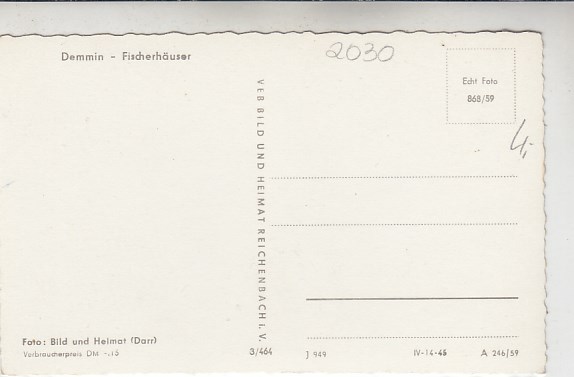 Demmin - Fischerhäuser
2030
Echt Foto
868/59
4,-
VEB BILD UND HEIMAT REICHENBACH i. V.
Foto: Bild und Heimat (Darr)
Verbraucherpreis DM -.15
3/464
J 949
IV-14-45
A 246/59